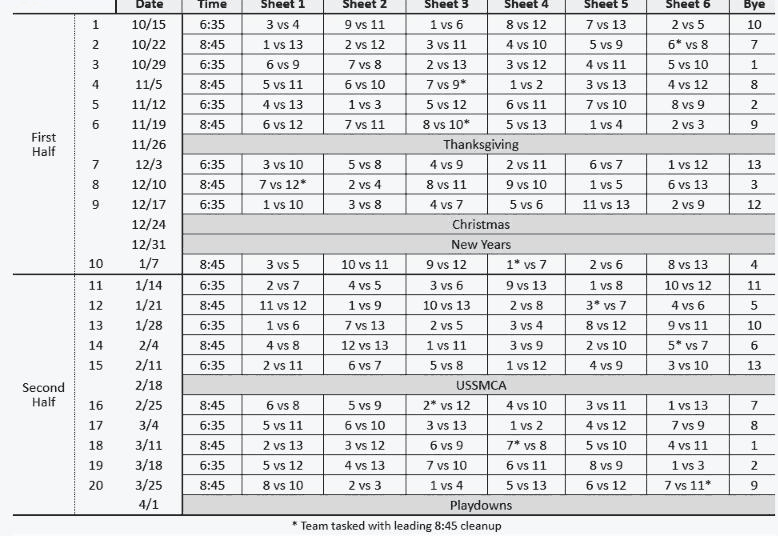 Date Time Sheet 1 Sheet 2 Sheet 3 Sheet 4 Sheet 5 Sheet 6 Bye
1 10/15 6:35 3 vs 4 9 vs 11 1 vs 6 8 vs 12 7 vs 13 2 vs 5 10
2 10/22 8:45 1 vs 13 2 vs 12 3 vs 11 4 vs 10 5 vs 9 6* vs 8 7
3 10/29 6:35 6 vs 9 7 vs 8 2 vs 13 3 vs 12 4 vs 11 5 vs 10 1
4 11/5 8:45 5 vs 11 6 vs 10 7 vs 9* 1 vs 2 3 vs 13 4 vs 12 8
5 11/12 6:35 4 vs 13 1 vs 3 5 vs 12 6 vs 11 7 vs 10 8 vs 9 2
6 11/19 8:45 6 vs 12 7 vs 11 8 vs 10* 5 vs 13 1 vs 4 2 vs 3 9
First Half
11/26 Thanksgiving
7 12/3 6:35 3 vs 10 5 vs 8 4 vs 9 2 vs 11 6 vs 7 1 vs 12 13
8 12/10 8:45 7 vs 12* 2 vs 4 8 vs 11 9 vs 10 1 vs 5 6 vs 13 3
9 12/17 6:35 1 vs 10 3 vs 8 4 vs 7 5 vs 6 11 vs 13 2 vs 9 12
12/24 Christmas
12/31 New Years
10 1/7 8:45 3 vs 5 10 vs 11 9 vs 12 1* vs 7 2 vs 6 8 vs 13 4
11 1/14 6:35 2 vs 7 4 vs 5 3 vs 6 9 vs 13 1 vs 8 10 vs 12 11
12 1/21 8:45 11 vs 12 1 vs 9 10 vs 13 2 vs 8 3* vs 7 4 vs 6 5
13 1/28 6:35 1 vs 6 7 vs 13 2 vs 5 3 vs 4 8 vs 12 9 vs 11 10
14 2/4 8:45 4 vs 8 12 vs 13 1 vs 11 3 vs 9 2 vs 10 5* vs 7 6
15 2/11 6:35 2 vs 11 6 vs 7 5 vs 8 1 vs 12 4 vs 9 3 vs 10 13
Second Half
2/18 USSMCA
16 2/25 8:45 6 vs 8 5 vs 9 2* vs 12 4 vs 10 3 vs 11 1 vs 13 7
17 3/4 6:35 5 vs 11 6 vs 10 3 vs 13 1 vs 2 4 vs 12 7 vs 9 8
18 3/11 8:45 2 vs 13 3 vs 12 6 vs 9 7* vs 8 5 vs 10 4 vs 11 1
19 3/18 6:35 5 vs 12 4 vs 13 7 vs 10 6 vs 11 8 vs 9 1 vs 3 2
20 3/25 8:45 8 vs 10 2 vs 3 1 vs 4 5 vs 13 6 vs 12 7 vs 11* 9
4/1 Playdowns
* Team tasked with leading 8:45 cleanup